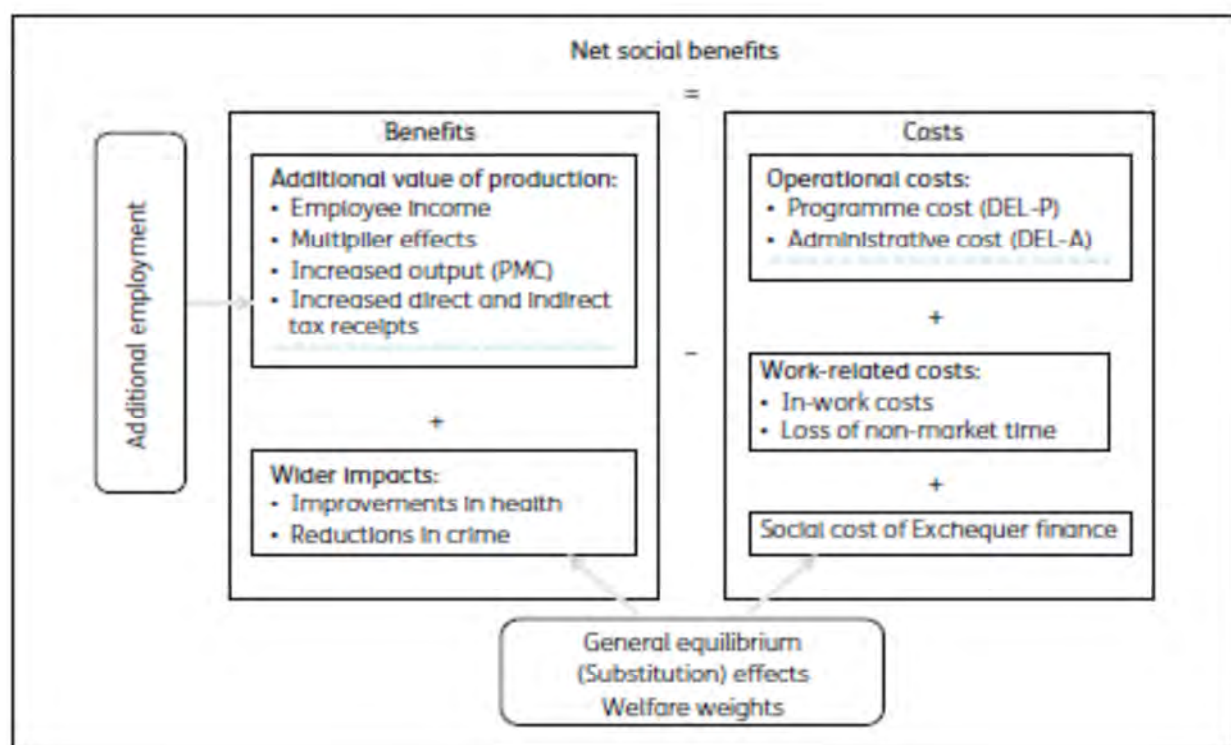 Net social benefits
=
Additional employment
Benefits
Additional value of production:
• Employee income
• Multiplier effects
• Increased output (PMC)
• Increased direct and indirect
tax receipts
+
Wider impacts:
• Improvements in health
• Reductions in crime
-
Costs
Operational costs:
• Programme cost (DEL-P)
• Administrative cost (DEL-A)
+
Work-related costs:
• In-work costs
• Loss of non-market time
+
Social cost of Exchequer finance
General equilibrium
(Substitution) effects
Welfare weights